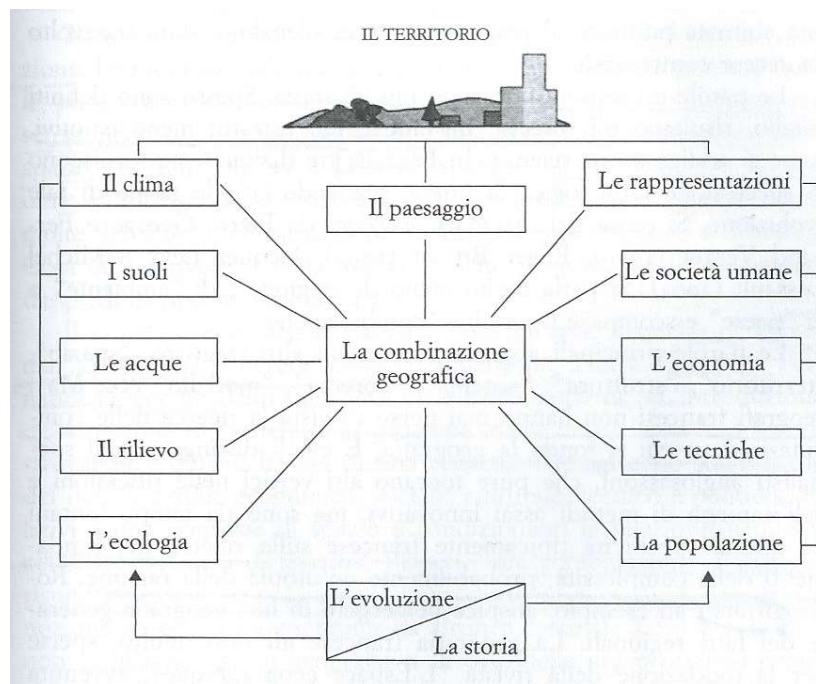 IL TERRITORIO
Il clima
Il paesaggio
Le rappresentazioni
I suoli
Le società umane
La combinazione
geografica
Le acque
L'economia
Il rilievo
Le tecniche
L'ecologia
La popolazione
L'evoluzione
La storia